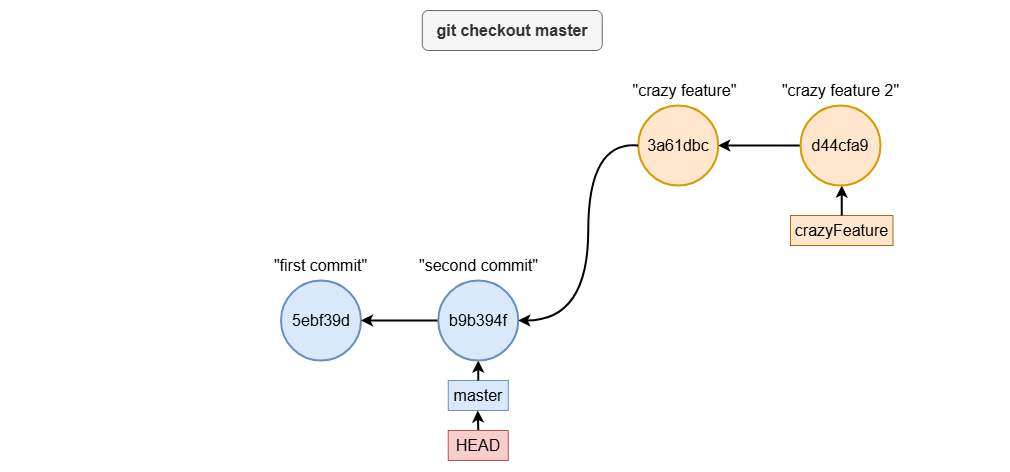 git checkout master
"crazy feature"
"crazy feature 2"
3a61dbc
d44cfa9
crazyFeature
"first commit"
"second commit"
5ebf39d
b9b394f
master
HEAD